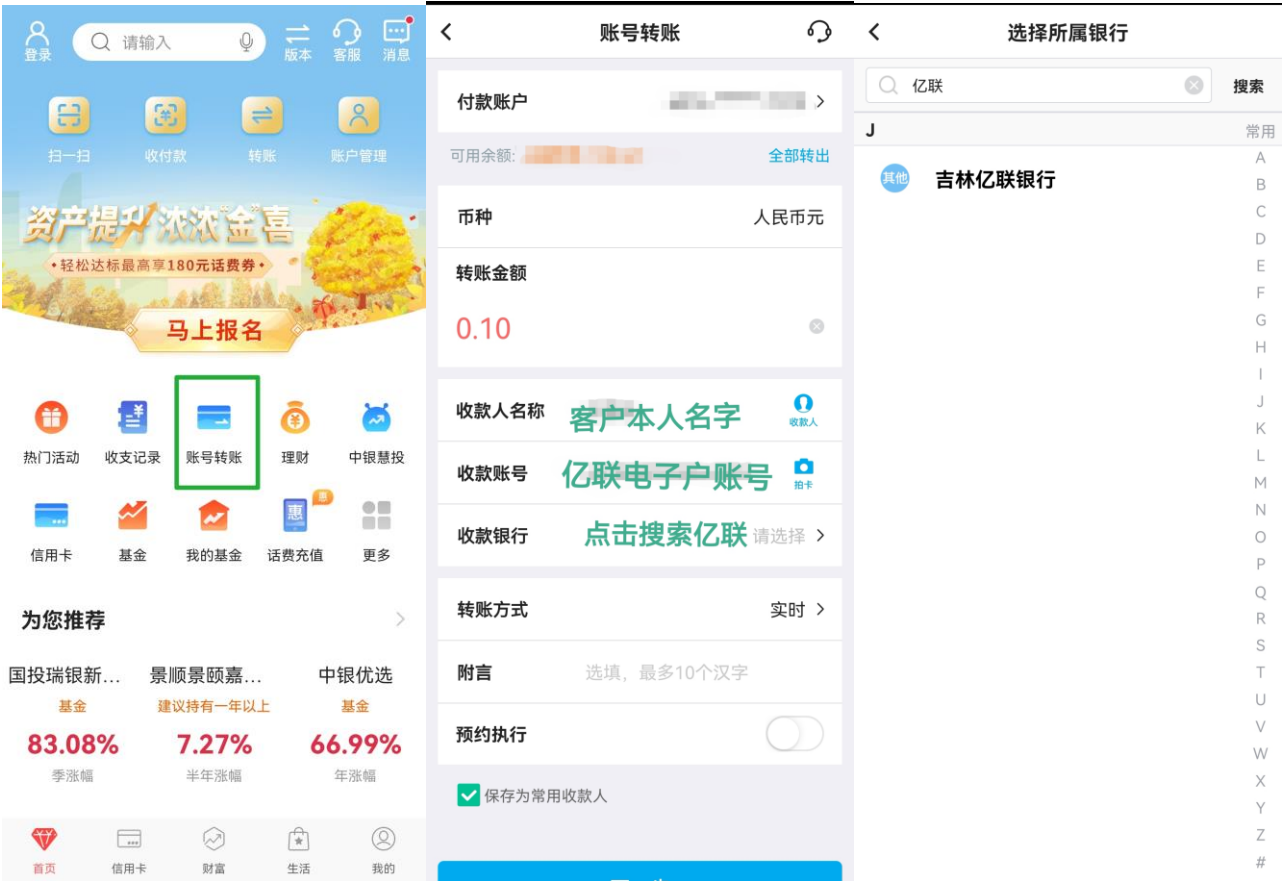 登录
请输入
版本
客服
消息
扫一扫
收付款
转账
账户管理
资产提升 浓浓“金”喜
•轻松达标最高享180元话费券•
马上报名
热门活动
收支记录
账号转账
理财
中银慧投
信用卡
基金
我的基金
惠
惠
话费充值
更多
为您推荐
国投瑞银新...
景顺景颐嘉...
中银优选
基金
建议持有一年以上
基金
83.08%
7.27%
66.99%
季涨幅
半年涨幅
年涨幅
首页
信用卡
财富
生活
我的
账号转账
付款账户
可用余额:
全部转出
币种
人民币元
转账金额
0.10
收款人名称
客户本人名字
收款人
收款账号
亿联电子户账号
拍卡
收款银行
点击搜索亿联
请选择
转账方式
实时
附言
选填，最多10个汉字
预约执行
保存为常用收款人
选择所属银行
亿联
搜索
J
常用
其他
吉林亿联银行
A
B
C
D
E
F
G
H
I
J
K
L
M
N
O
P
Q
R
S
T
U
V
W
X
Y
Z
#